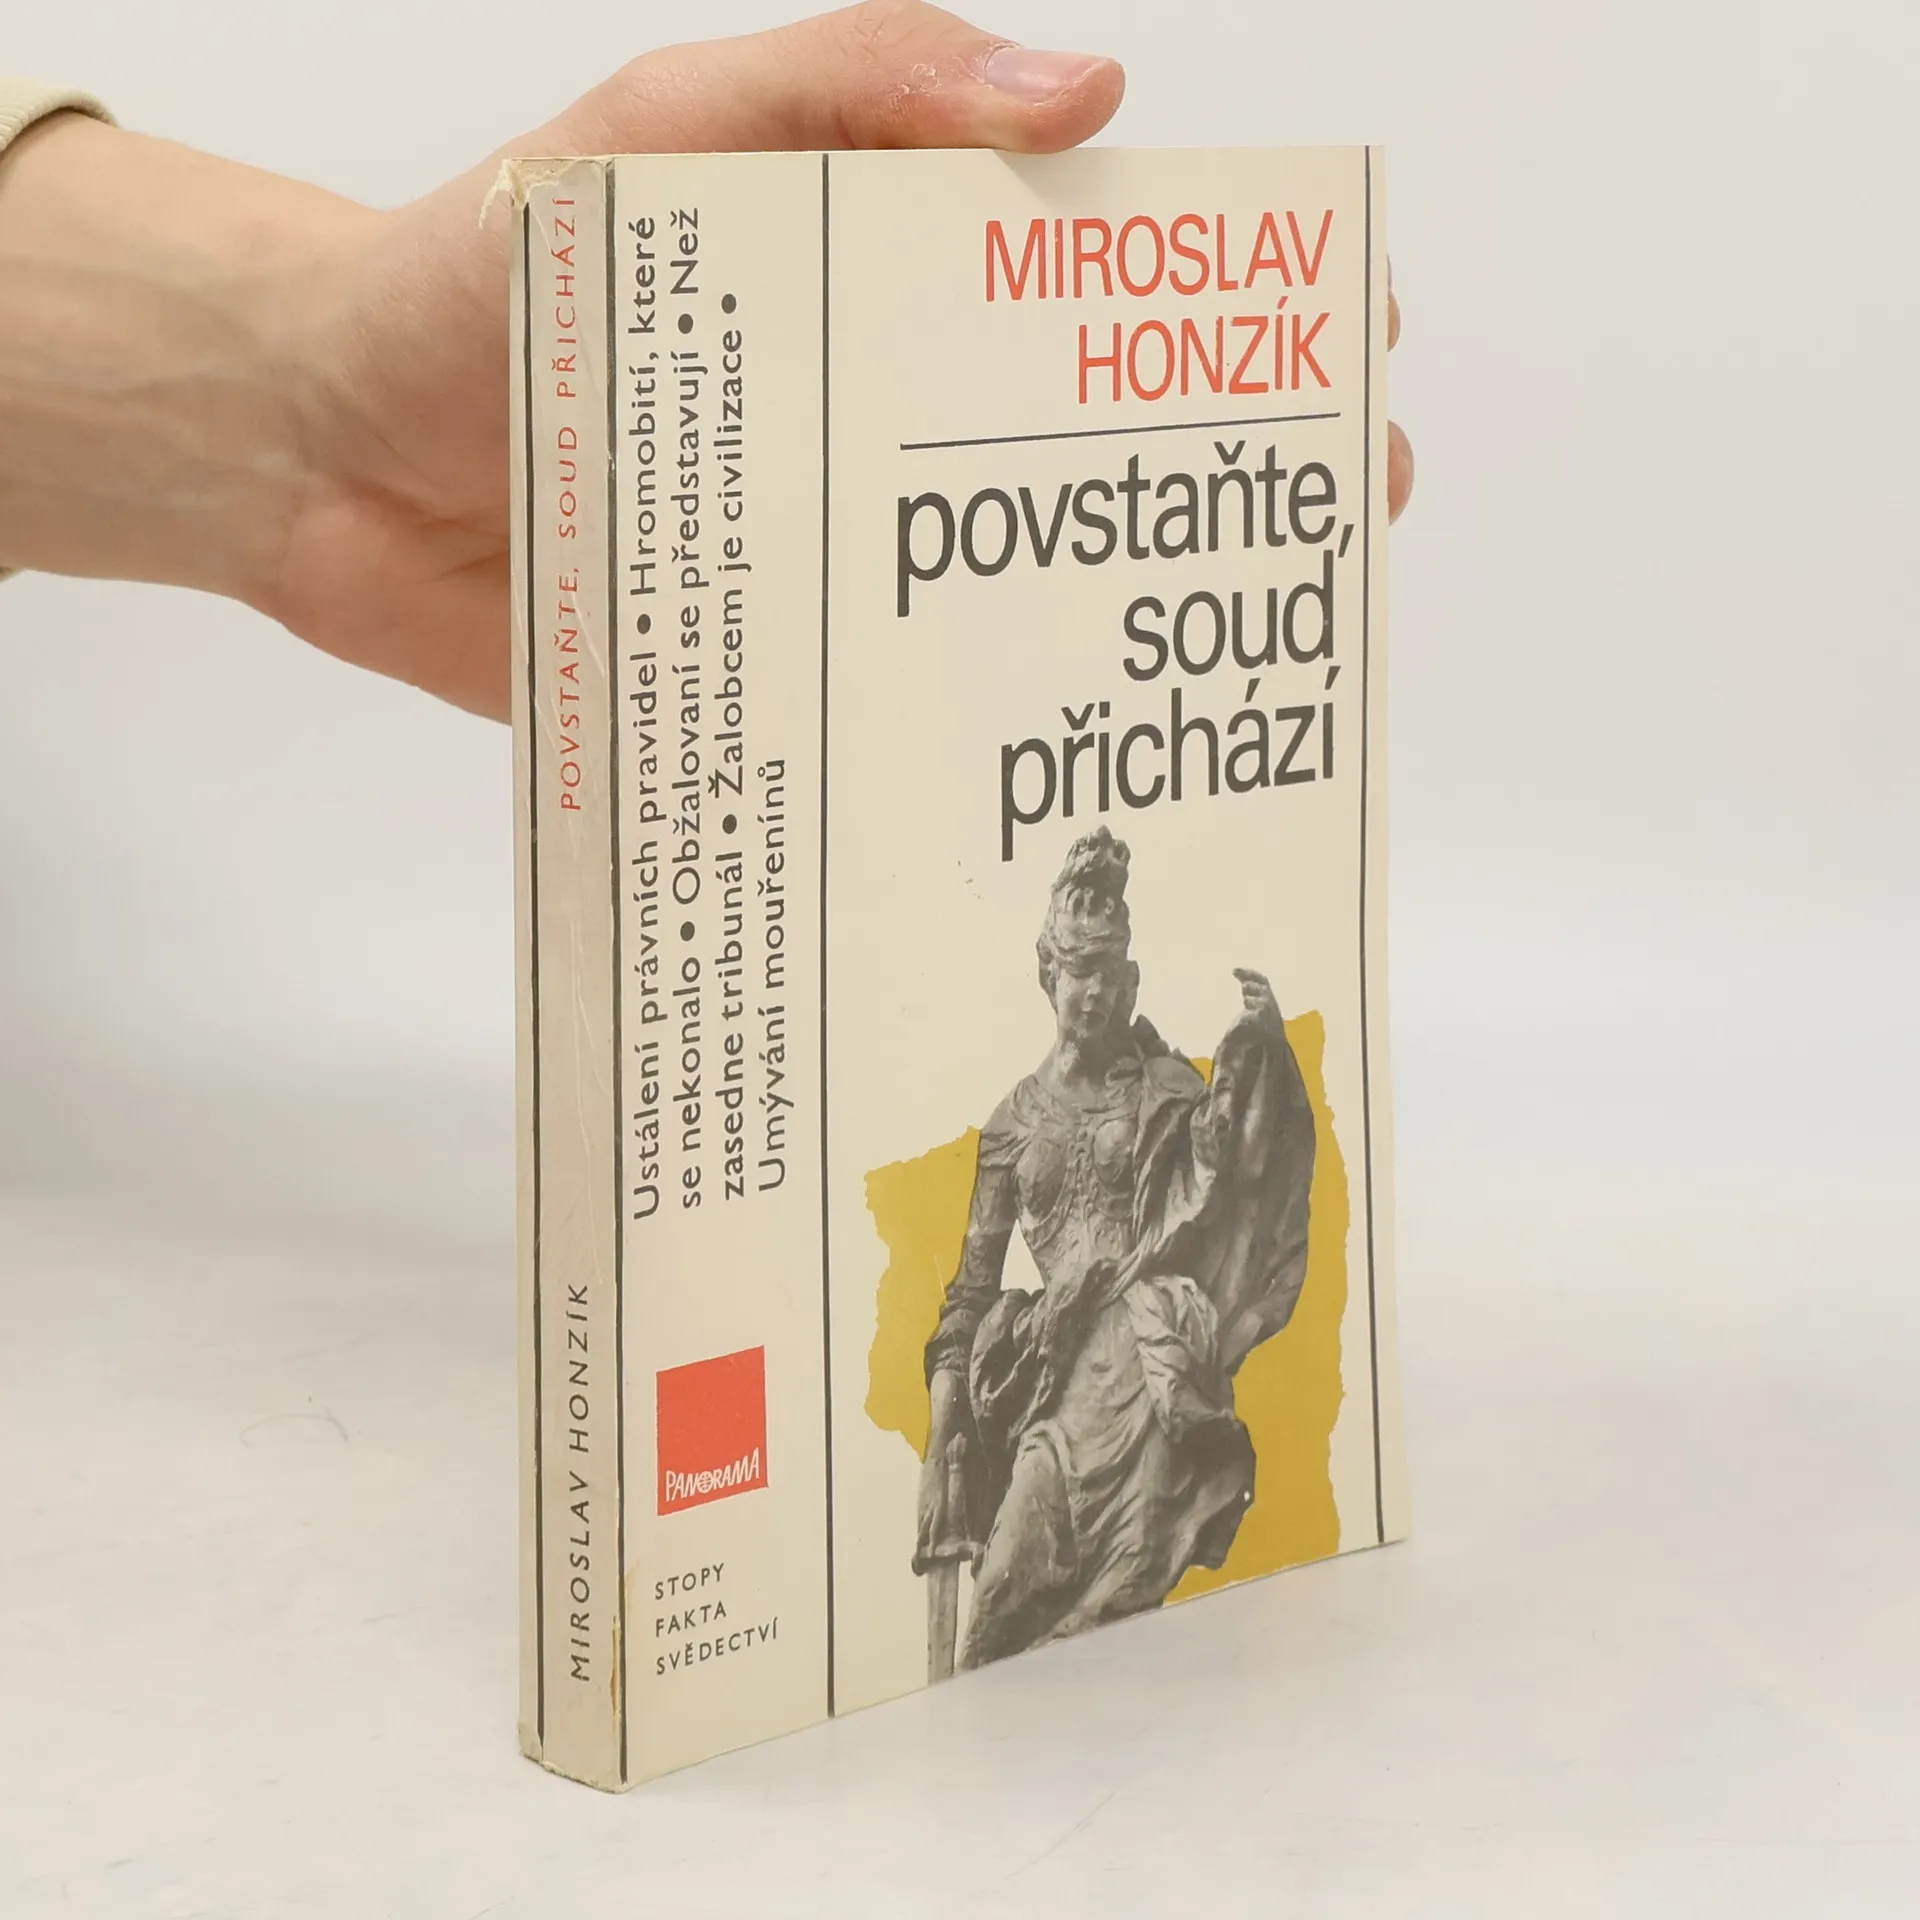 POVSTAŇTE, SOUD PŘICHÁZÍ
MIROSLAV HONZÍK
Ustálení právních pravidel • Hromobití, které
se nekonalo • Obžalovaní se představují • Než
zasedne tribunál • Žalobcem je civilizace •
Umývání mouřenínů
PANORAMA
STOPY
FAKTA
SVĚDECTVÍ
MIROSLAV
HONZÍK
povstaňte,
soud
přichází